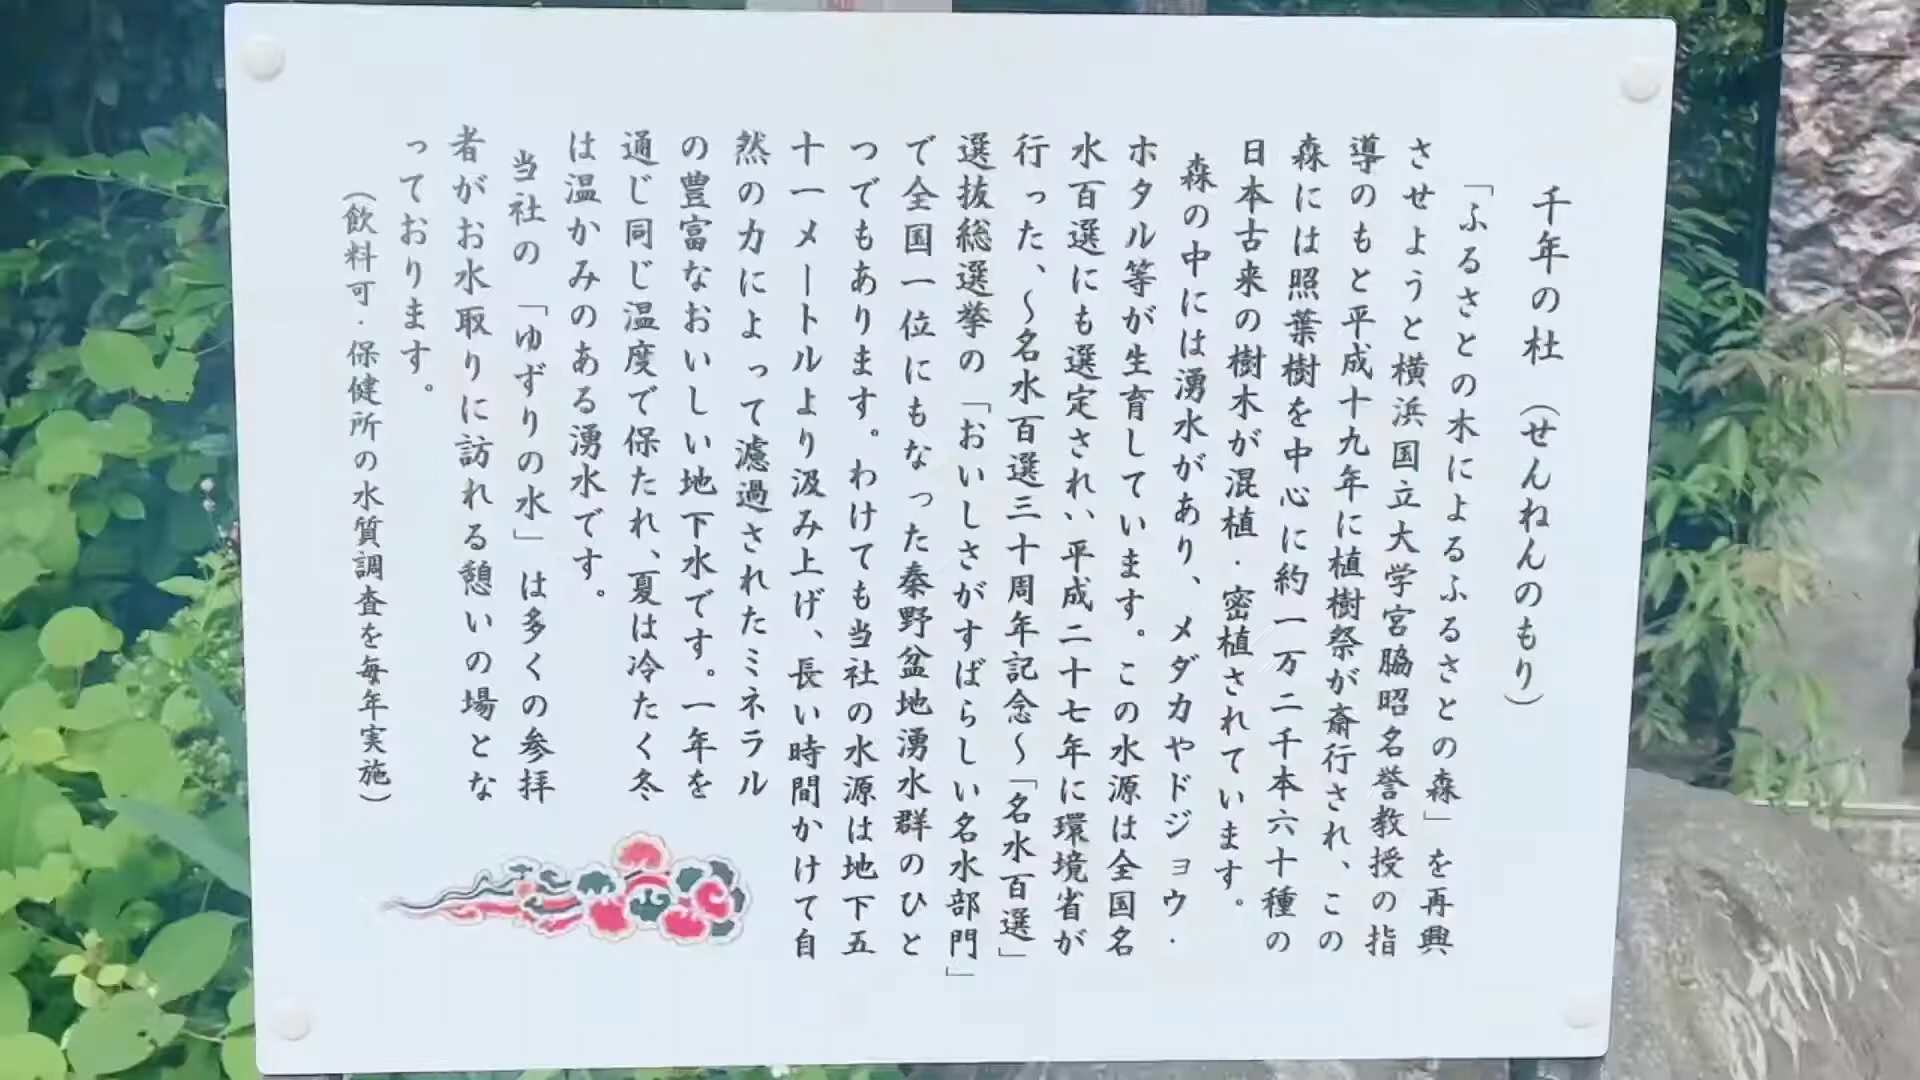 千年の杜（せんねんのもり）
「ふるさとの木によるふるさとの森」を再興
させようと横浜国立大学宮脇昭名誉教授の指
導のもと平成十九年に植樹祭が斎行され、この
森には照葉樹を中心に約一万二千本六十種の
日本古来の樹木が混植・密植されています。
森の中には湧水があり、メダカやドジョウ・
ホタル等が生育しています。この水源は全国名
水百選にも選定され、平成二十七年に環境省が
行った、～名水百選三十周年記念～「名水百選」
選抜総選挙の「おいしさがすばらしい名水部門」
で全国一位にもなった秦野盆地湧水群のひと
つでもあります。わけても当社の水源は地下五
十一メートルより汲み上げ、長い時間かけて自
然の力によって濾過されたミネラル
の豊富なおいしい地下水です。一年を
通じ同じ温度で保たれ、夏は冷たく冬
は温かみのある湧水です。
当社の「ゆずりの水」は多くの参拝
者がお水取りに訪れる憩いの場とな
っております。
（飲料可・保健所の水質調査を毎年実施）